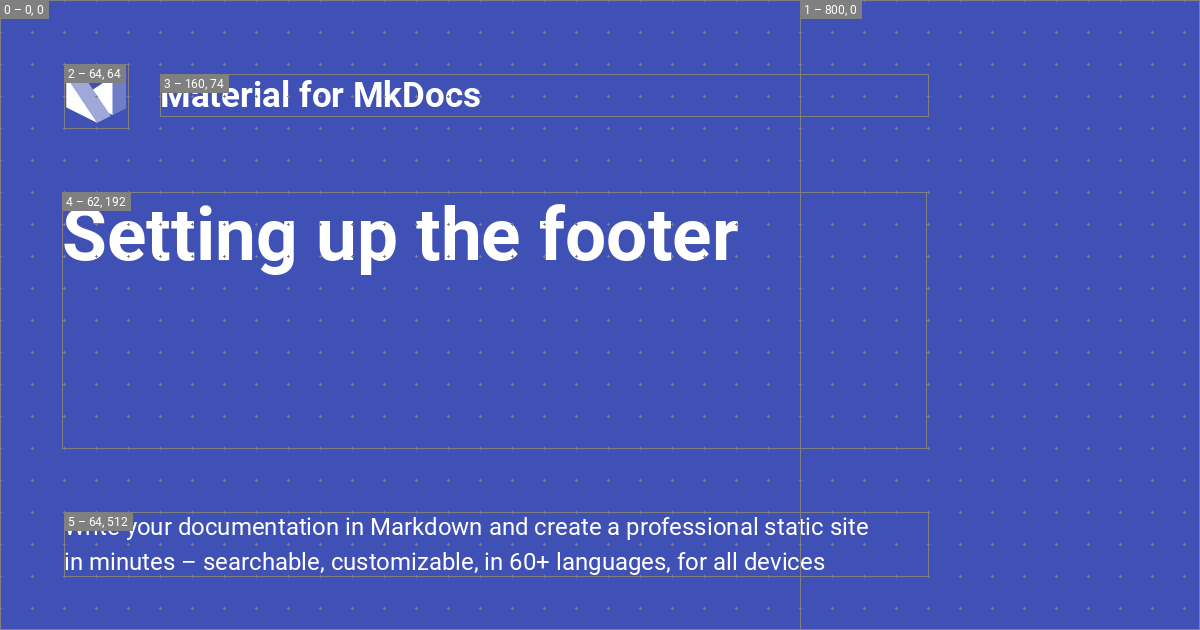 0 – 0, 0
1 – 800, 0
2 – 64, 64
3 – 160, 74
Material for MkDocs
4 – 62, 192
Setting up the footer
5 – 64, 512
Write your documentation in Markdown and create a professional static site
in minutes – searchable, customizable, in 60+ languages, for all devices